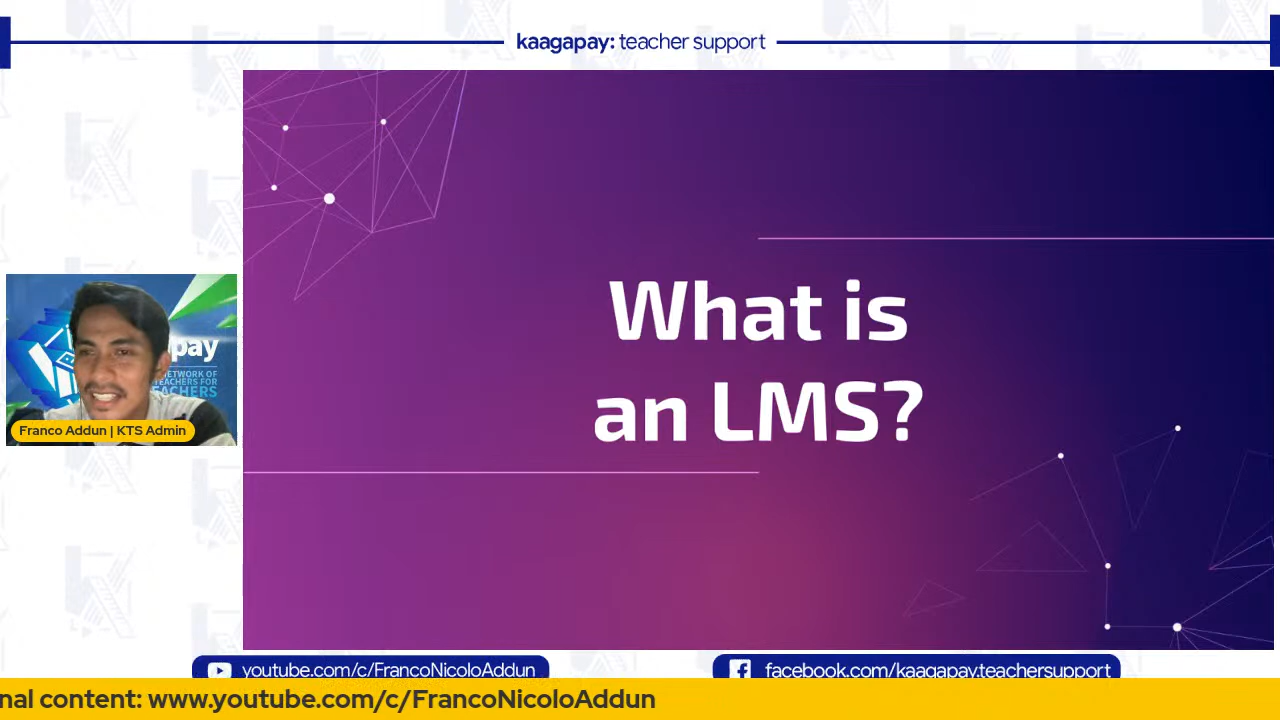 kaagapay: teacher support
What is
an LMS?
pay
NETWORK OF
TEACHERS FOR
TEACHERS
Franco Addun | KTS Admin
youtube.com/c/FrancoNicoloAddun
facebook.com/kaagapay.teachersupport
nal content: www.youtube.com/c/FrancoNicoloAddun